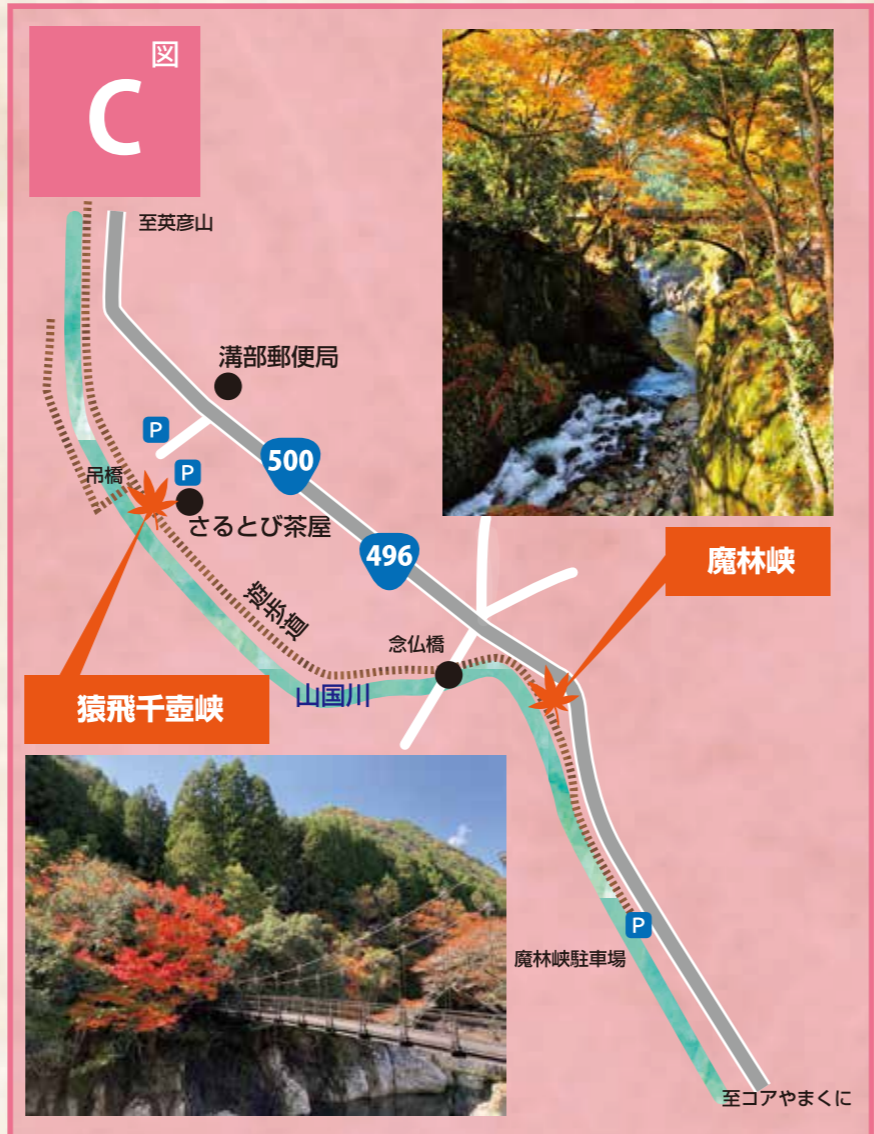 図
C
至英彦山
溝部郵便局
P
P
500
吊橋
さるとび茶屋
496
魔林峡
遊歩道
念仏橋
猿飛千壺峡
山国川
P
魔林峡駐車場
至コアやまくに